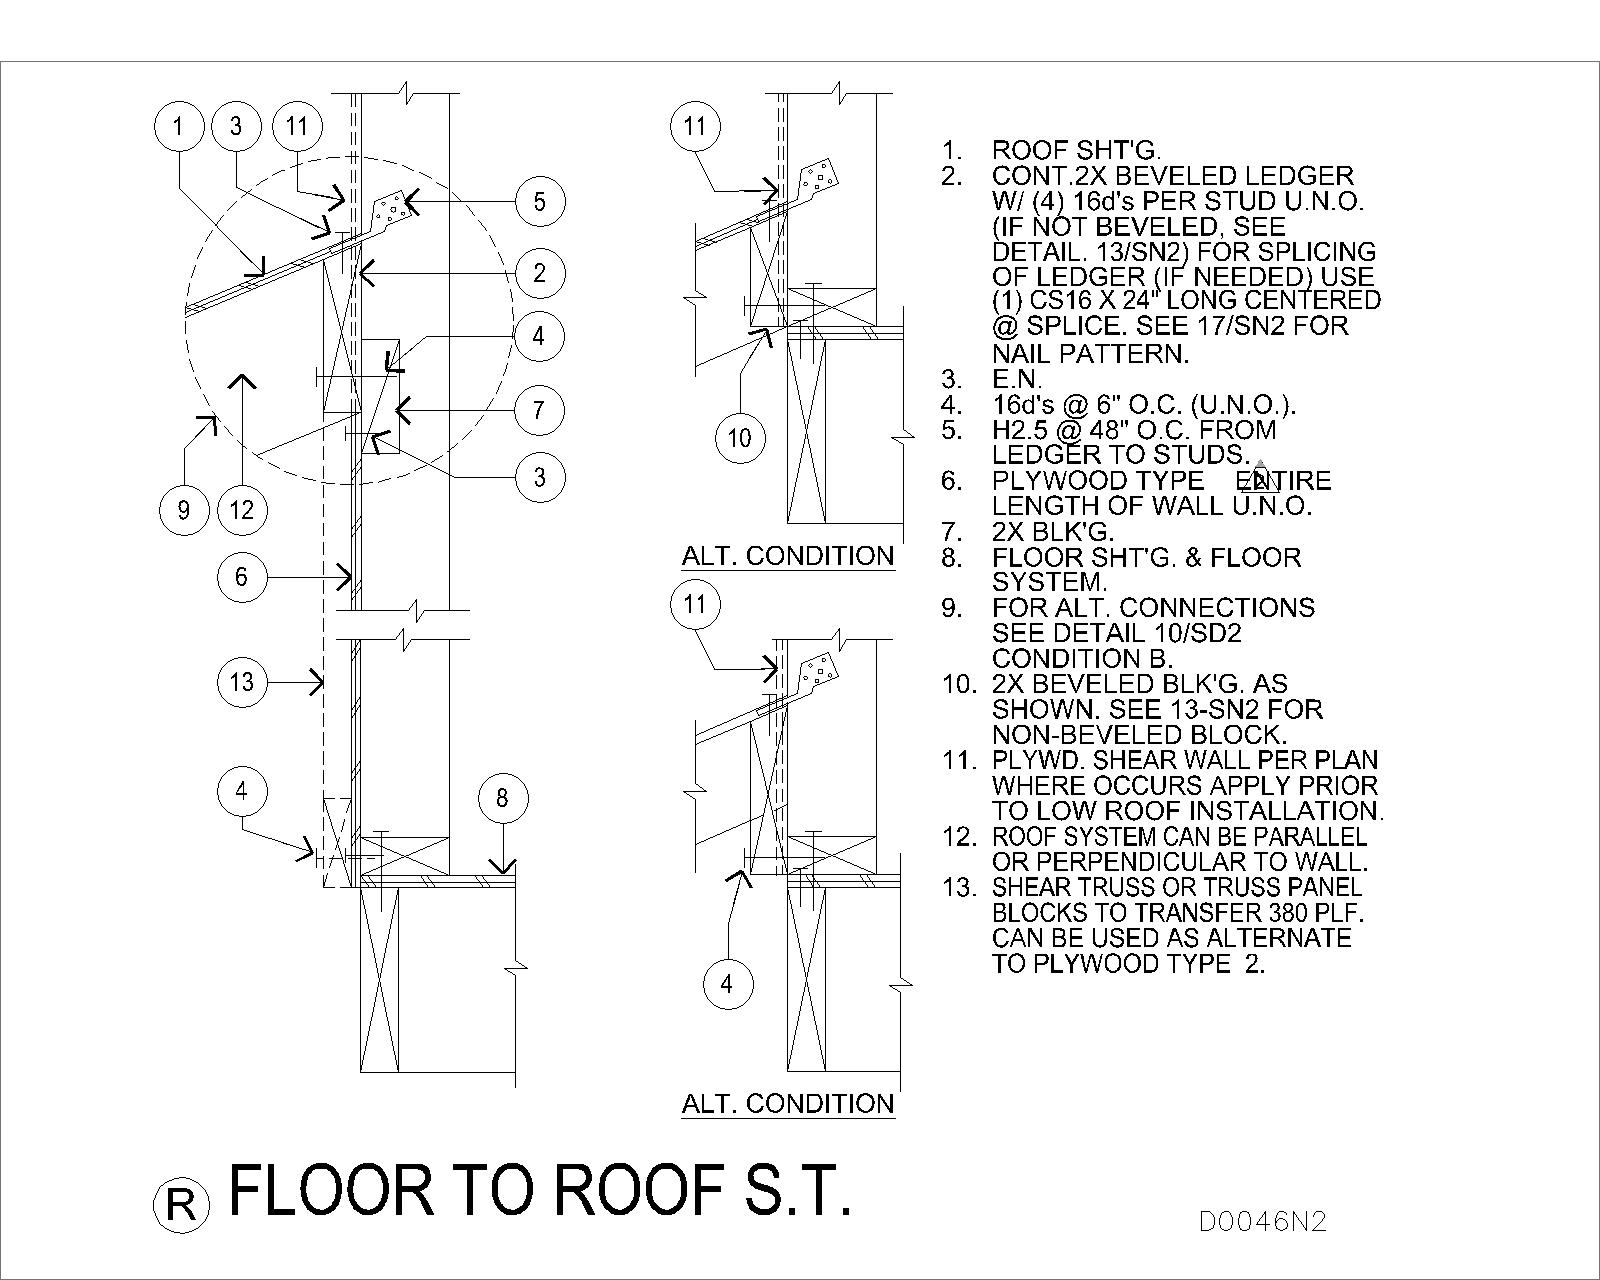 1 3 11
5
2
4
7
3
9 12
6
13
4
8
11
10
ALT. CONDITION
11
4
ALT. CONDITION
1. ROOF SHT'G.
2. CONT.2X BEVELED LEDGER
W/ (4) 16d's PER STUD U.N.O.
(IF NOT BEVELED, SEE
DETAIL. 13/SN2) FOR SPLICING
OF LEDGER (IF NEEDED) USE
(1) CS16 X 24" LONG CENTERED
@ SPLICE. SEE 17/SN2 FOR
NAIL PATTERN.
3. E.N.
4. 16d's @ 6" O.C. (U.N.O.).
5. H2.5 @ 48" O.C. FROM
LEDGER TO STUDS.
6. PLYWOOD TYPE ENTIRE
LENGTH OF WALL U.N.O.
7. 2X BLK'G.
8. FLOOR SHT'G. & FLOOR
SYSTEM.
9. FOR ALT. CONNECTIONS
SEE DETAIL 10/SD2
CONDITION B.
10. 2X BEVELED BLK'G. AS
SHOWN. SEE 13-SN2 FOR
NON-BEVELED BLOCK.
11. PLYWD. SHEAR WALL PER PLAN
WHERE OCCURS APPLY PRIOR
TO LOW ROOF INSTALLATION.
12. ROOF SYSTEM CAN BE PARALLEL
OR PERPENDICULAR TO WALL.
13. SHEAR TRUSS OR TRUSS PANEL
BLOCKS TO TRANSFER 380 PLF.
CAN BE USED AS ALTERNATE
TO PLYWOOD TYPE 2.
R FLOOR TO ROOF S.T.
D0046N2